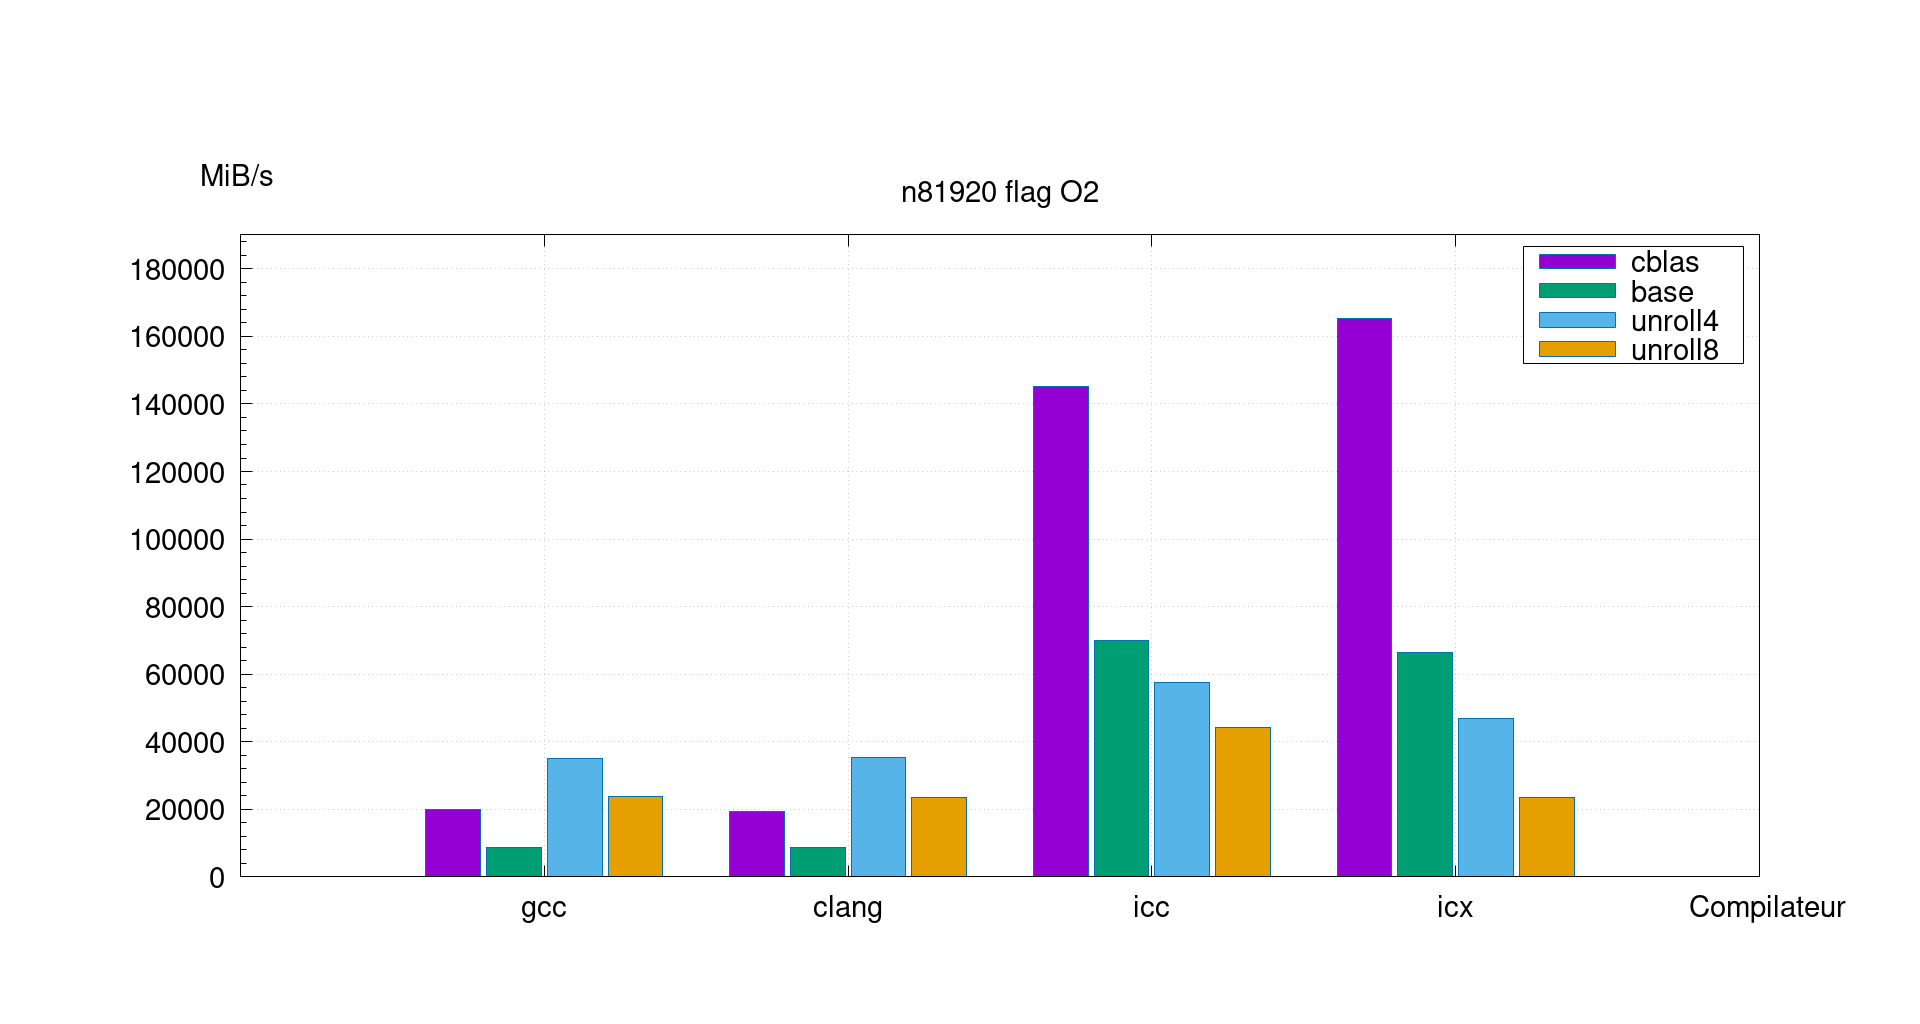 MiB/s
n81920 flag O2
180000
160000
140000
120000
100000
80000
60000
40000
20000
0
cblas
base
unroll4
unroll8
gcc
clang
icc
icx
Compilateur